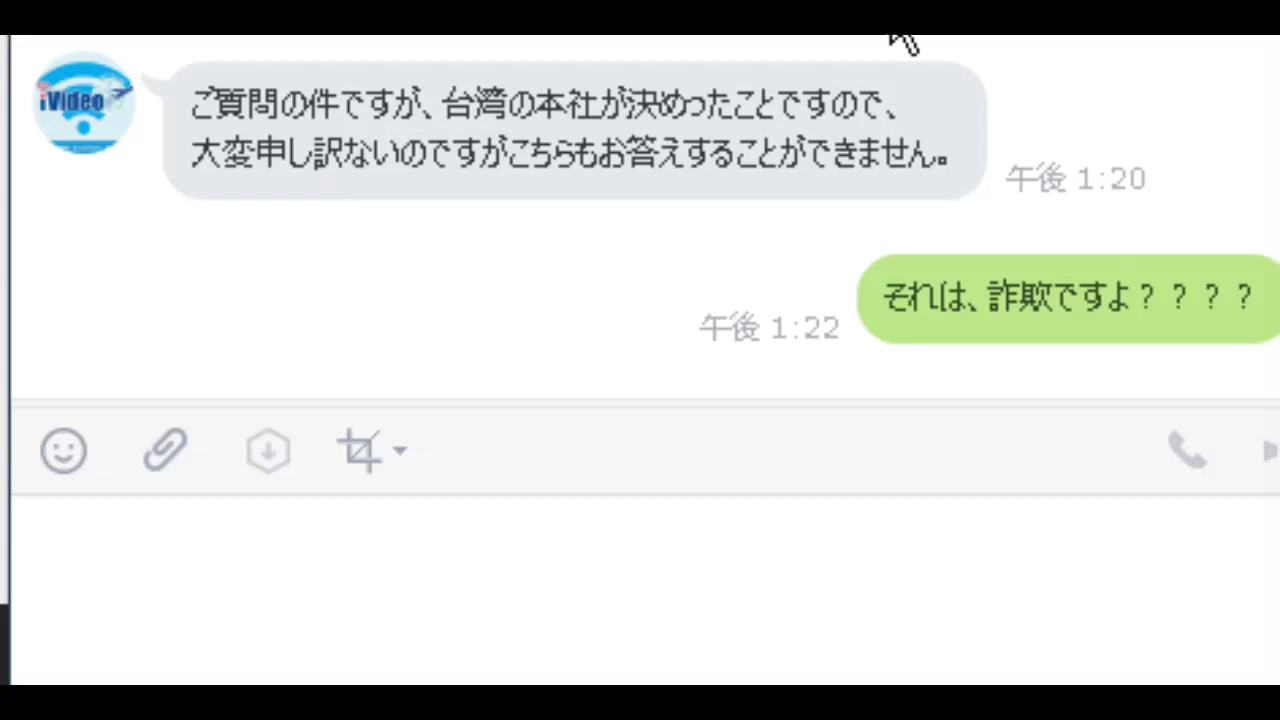 iVideo
ご質問の件ですが、台湾の本社が決めったことですので、
大変申し訳ないのですがこちらもお答えすることができません。
午後 1:20
それは、詐欺ですよ？？？？
午後 1:22